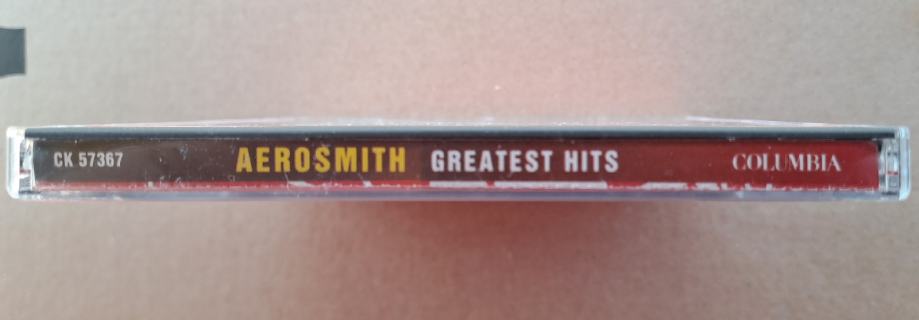 CK 57367 AEROSMITH GREATEST HITS COLUMBIA